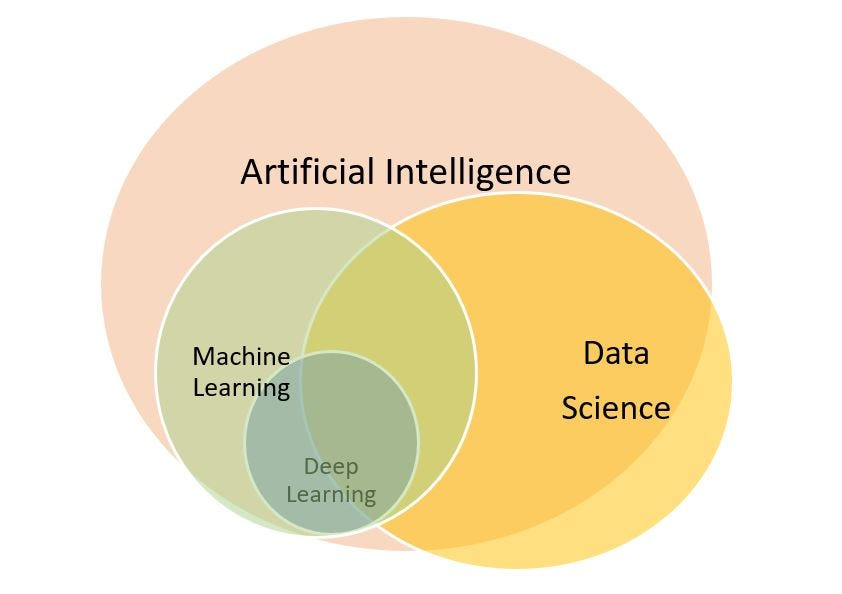 Artificial Intelligence
Machine
Learning
Data
Science
Deep
Learning